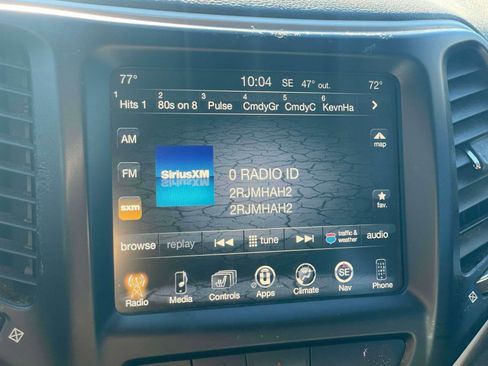 77° 10:04 SE 47° out. 72°
1 Hits 1 2 80s on 8 3 Pulse 4 CmdyGr 5 CmdyC 6 KevnHa
AM
map
SiriusXM
0 RADIO ID
FM
2RJMHAH2
fav.
sxm
2RJMHAH2
browse replay tune traffic & weather audio
SE
Radio Media Controls Apps Climate Nav Phone